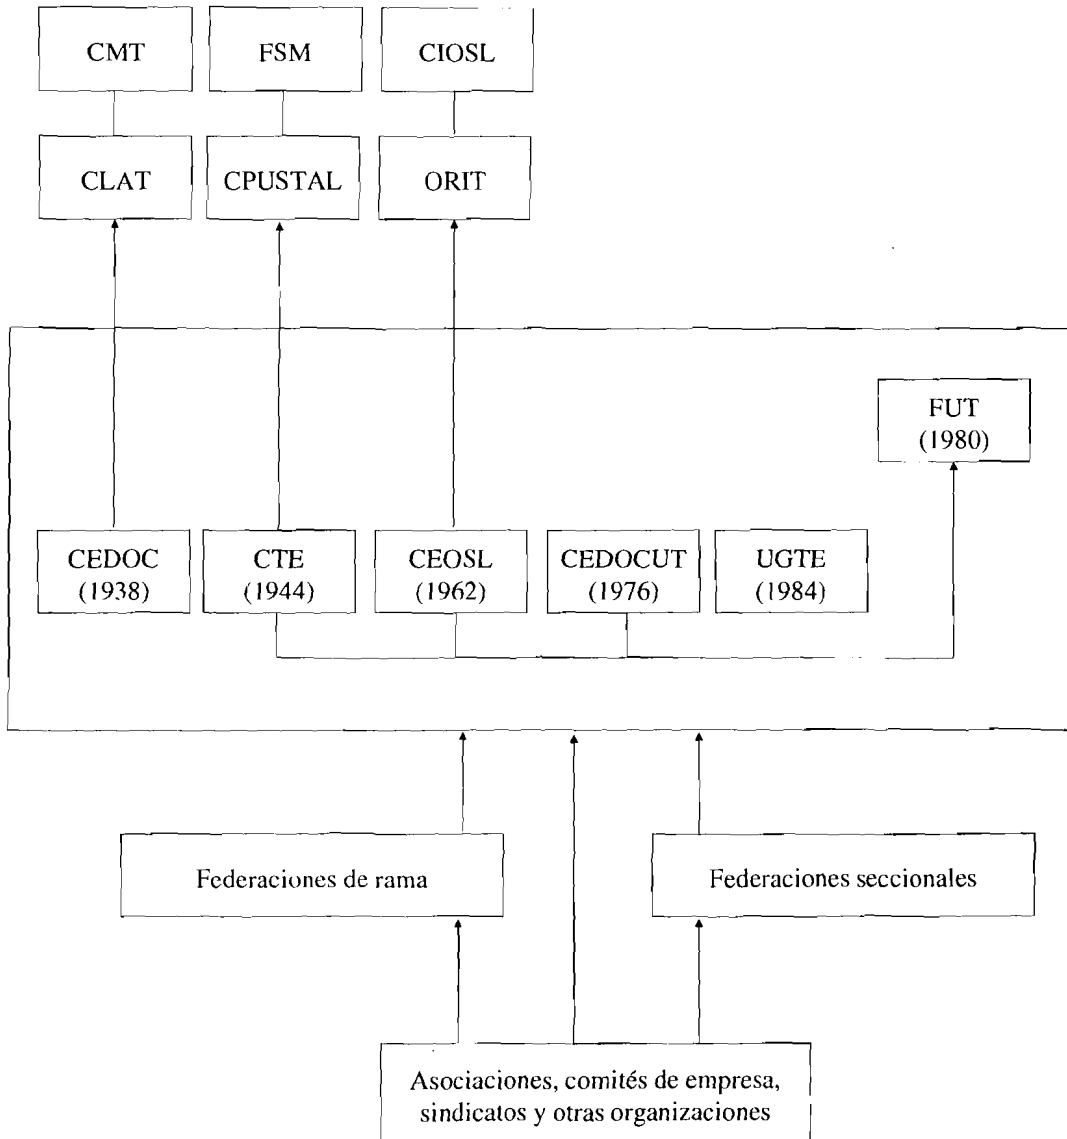 CMT
FSM
CIOSL
CLAT
CPUSTAL
ORIT
FUT
(1980)
CEDOC
(1938)
CTE
(1944)
CEOSL
(1962)
CEDOCUT
(1976)
UGTE
(1984)
Federaciones de rama
Federaciones seccionales
Asociaciones, comités de empresa,
sindicatos y otras organizaciones